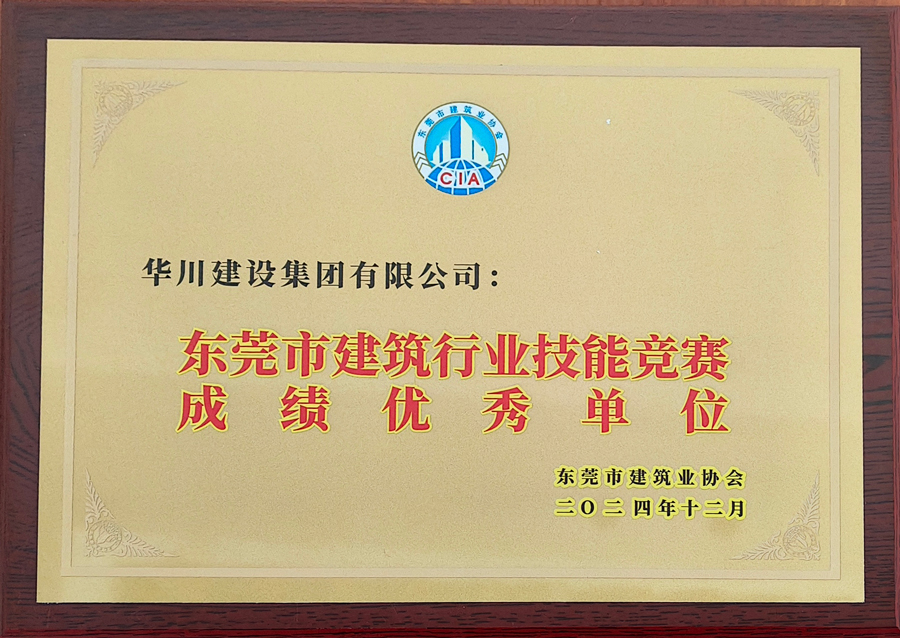 东莞市建筑业协会
CIA
华川建设集团有限公司：
东莞市建筑行业技能竞赛
成绩优秀单位
东莞市建筑业协会
二〇二四年十二月